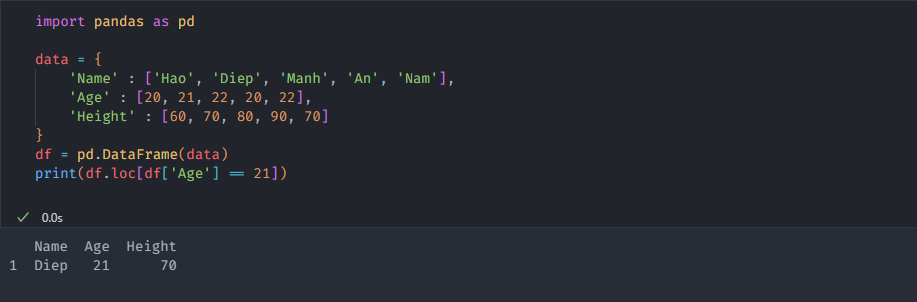 import pandas as pd
data = {
'Name' : ['Hao', 'Diep', 'Manh', 'An', 'Nam'],
'Age' : [20, 21, 22, 20, 22],
'Height' : [60, 70, 80, 90, 70]
}
df = pd.DataFrame(data)
print(df.loc[df['Age'] == 21])
✓ 0.0s
Name Age Height
1 Diep 21 70